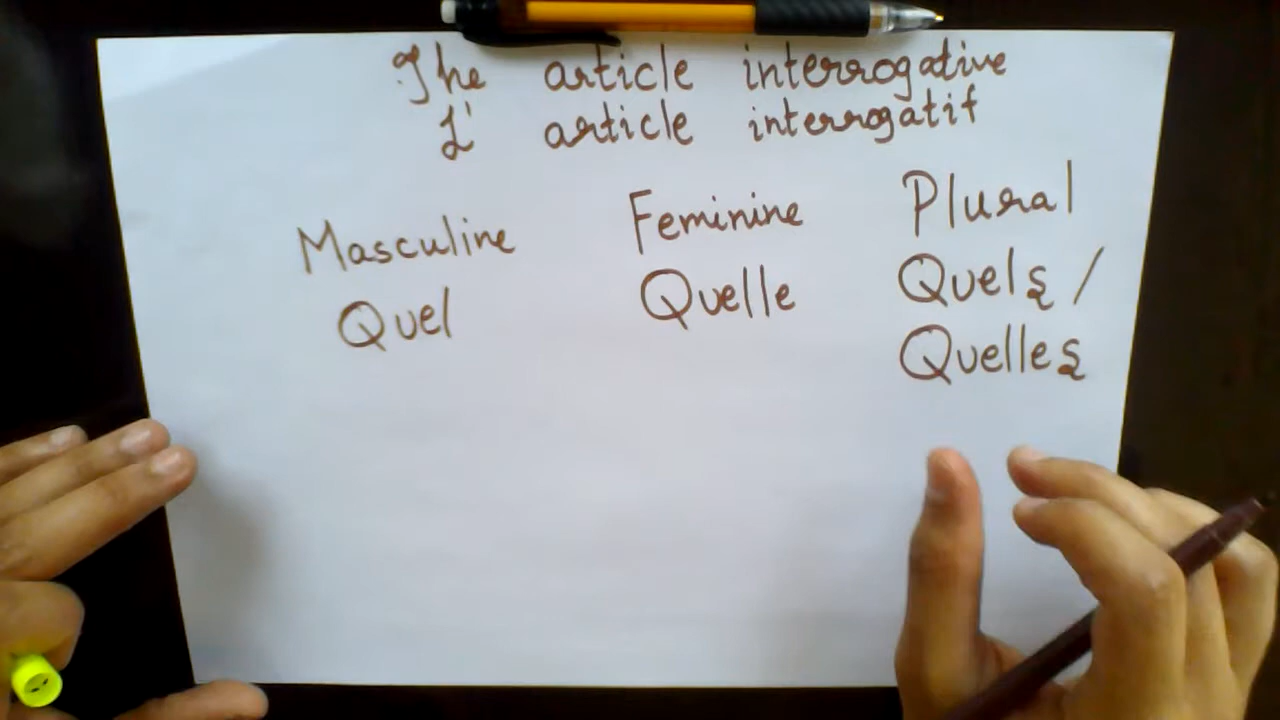 The article interrogative
L' article interrogatif
Masculine Feminine Plural
Quel Quelle Quels /
Quelles